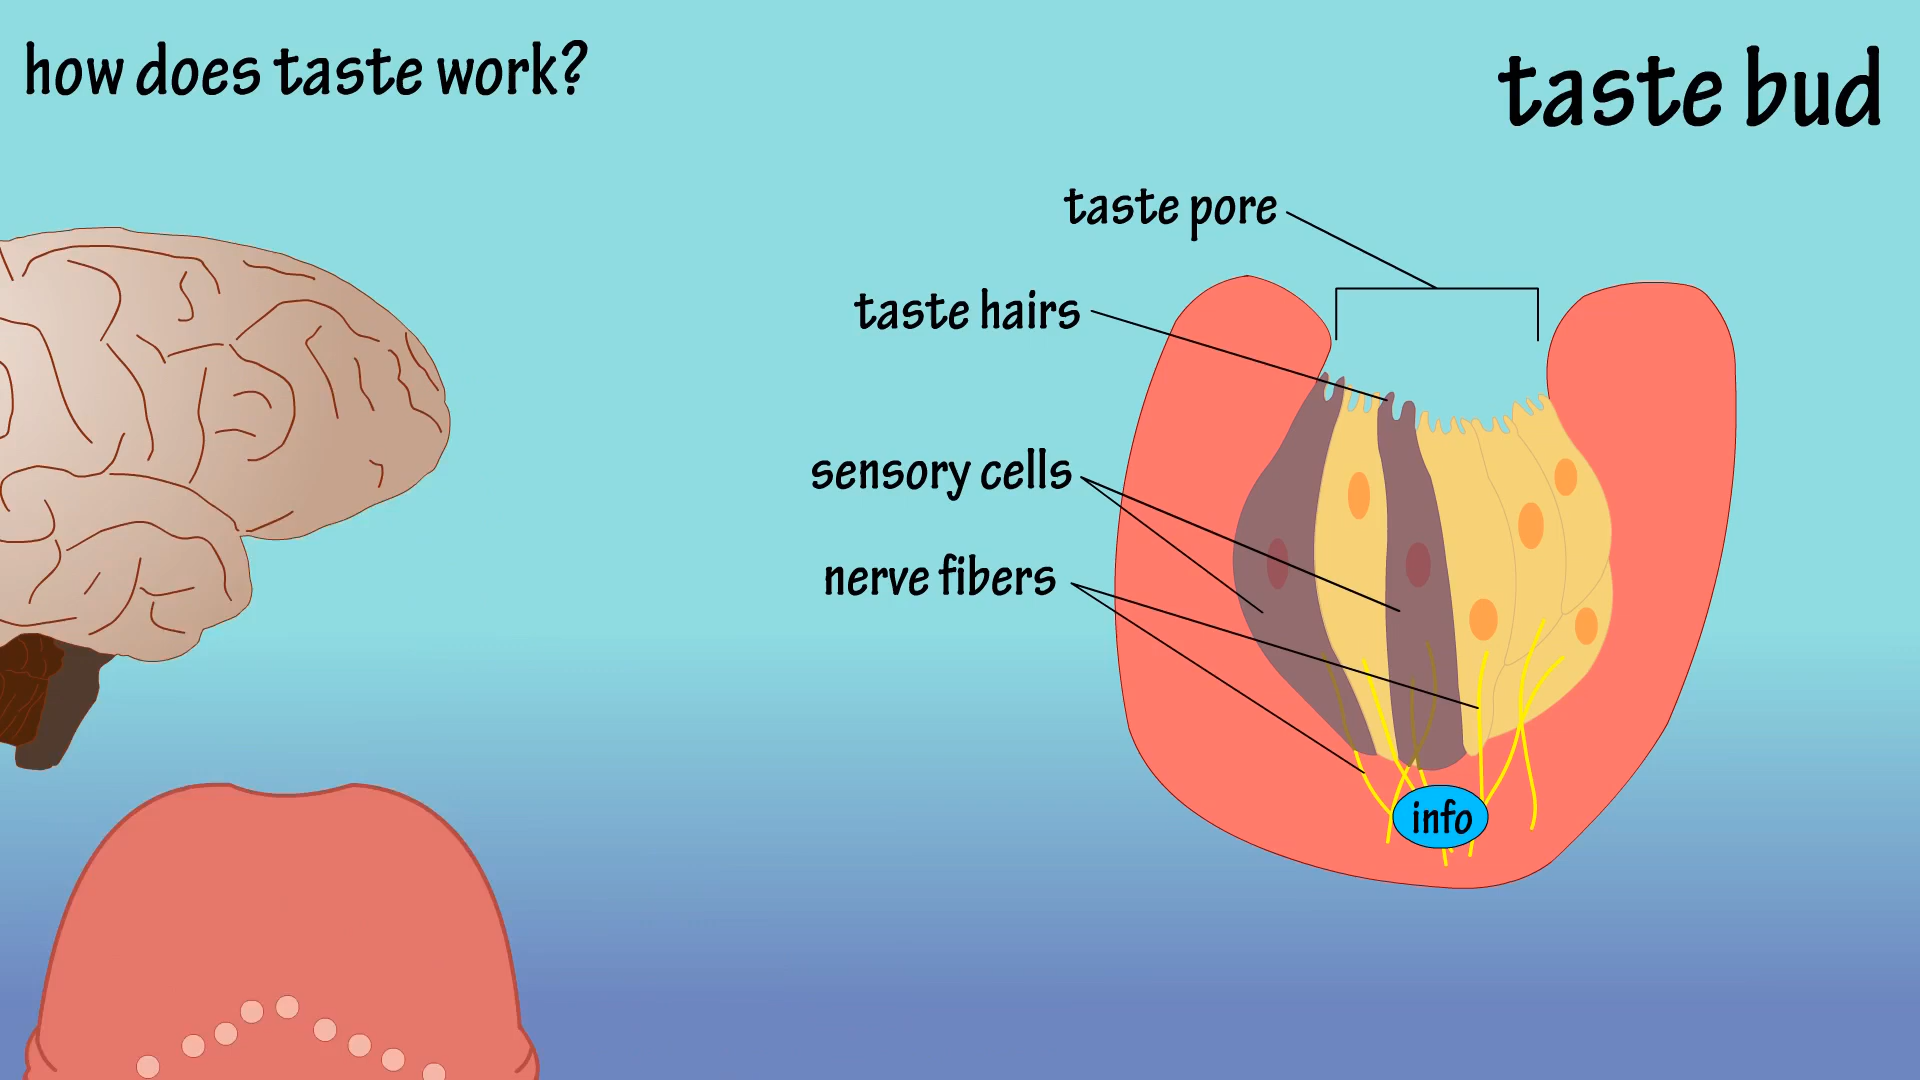 how does taste work?
taste bud
taste pore
taste hairs
sensory cells
nerve fibers
info